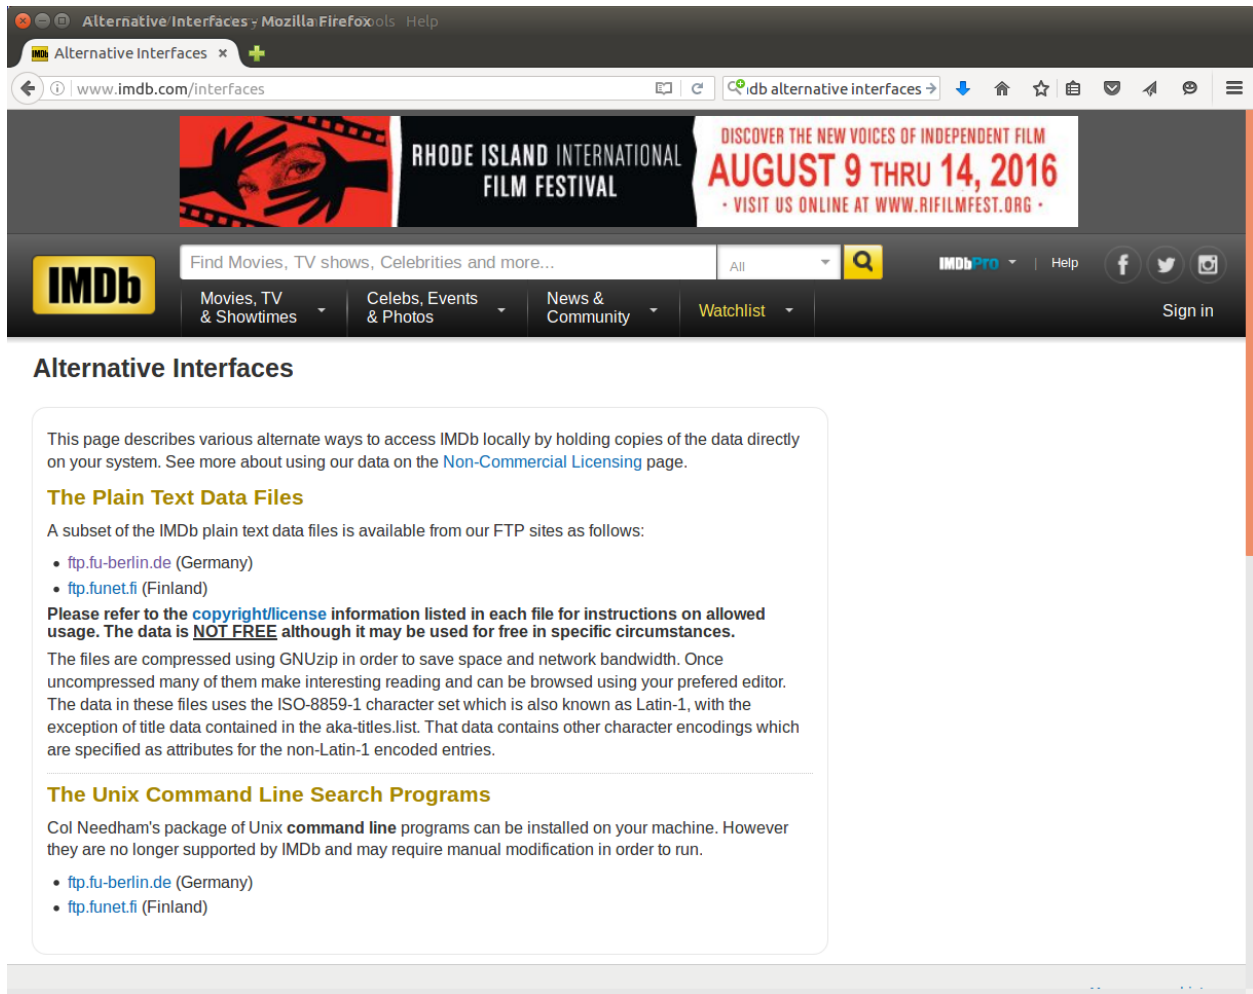 Alternative Interfaces - Mozilla Firefox
Tools Help
IMDb Alternative Interfaces
www.imdb.com/interfaces
db alternative interfaces
RHODE ISLAND INTERNATIONAL
FILM FESTIVAL
DISCOVER THE NEW VOICES OF INDEPENDENT FILM
AUGUST 9 THRU 14, 2016
• VISIT US ONLINE AT WWW.RIFILMFEST.ORG •
IMDb
Find Movies, TV shows, Celebrities and more...
All
IMDbPro | Help
Movies, TV
& Showtimes
Celebs, Events
& Photos
News &
Community
Watchlist
Sign in
Alternative Interfaces
This page describes various alternate ways to access IMDb locally by holding copies of the data directly
on your system. See more about using our data on the Non-Commercial Licensing page.
The Plain Text Data Files
A subset of the IMDb plain text data files is available from our FTP sites as follows:
• ftp.fu-berlin.de (Germany)
• ftp.funet.fi (Finland)
Please refer to the copyright/license information listed in each file for instructions on allowed
usage. The data is NOT FREE although it may be used for free in specific circumstances.
The files are compressed using GNUzip in order to save space and network bandwidth. Once
uncompressed many of them make interesting reading and can be browsed using your prefered editor.
The data in these files uses the ISO-8859-1 character set which is also known as Latin-1, with the
exception of title data contained in the aka-titles.list. That data contains other character encodings which
are specified as attributes for the non-Latin-1 encoded entries.
The Unix Command Line Search Programs
Col Needham's package of Unix command line programs can be installed on your machine. However
they are no longer supported by IMDb and may require manual modification in order to run.
• ftp.fu-berlin.de (Germany)
• ftp.funet.fi (Finland)